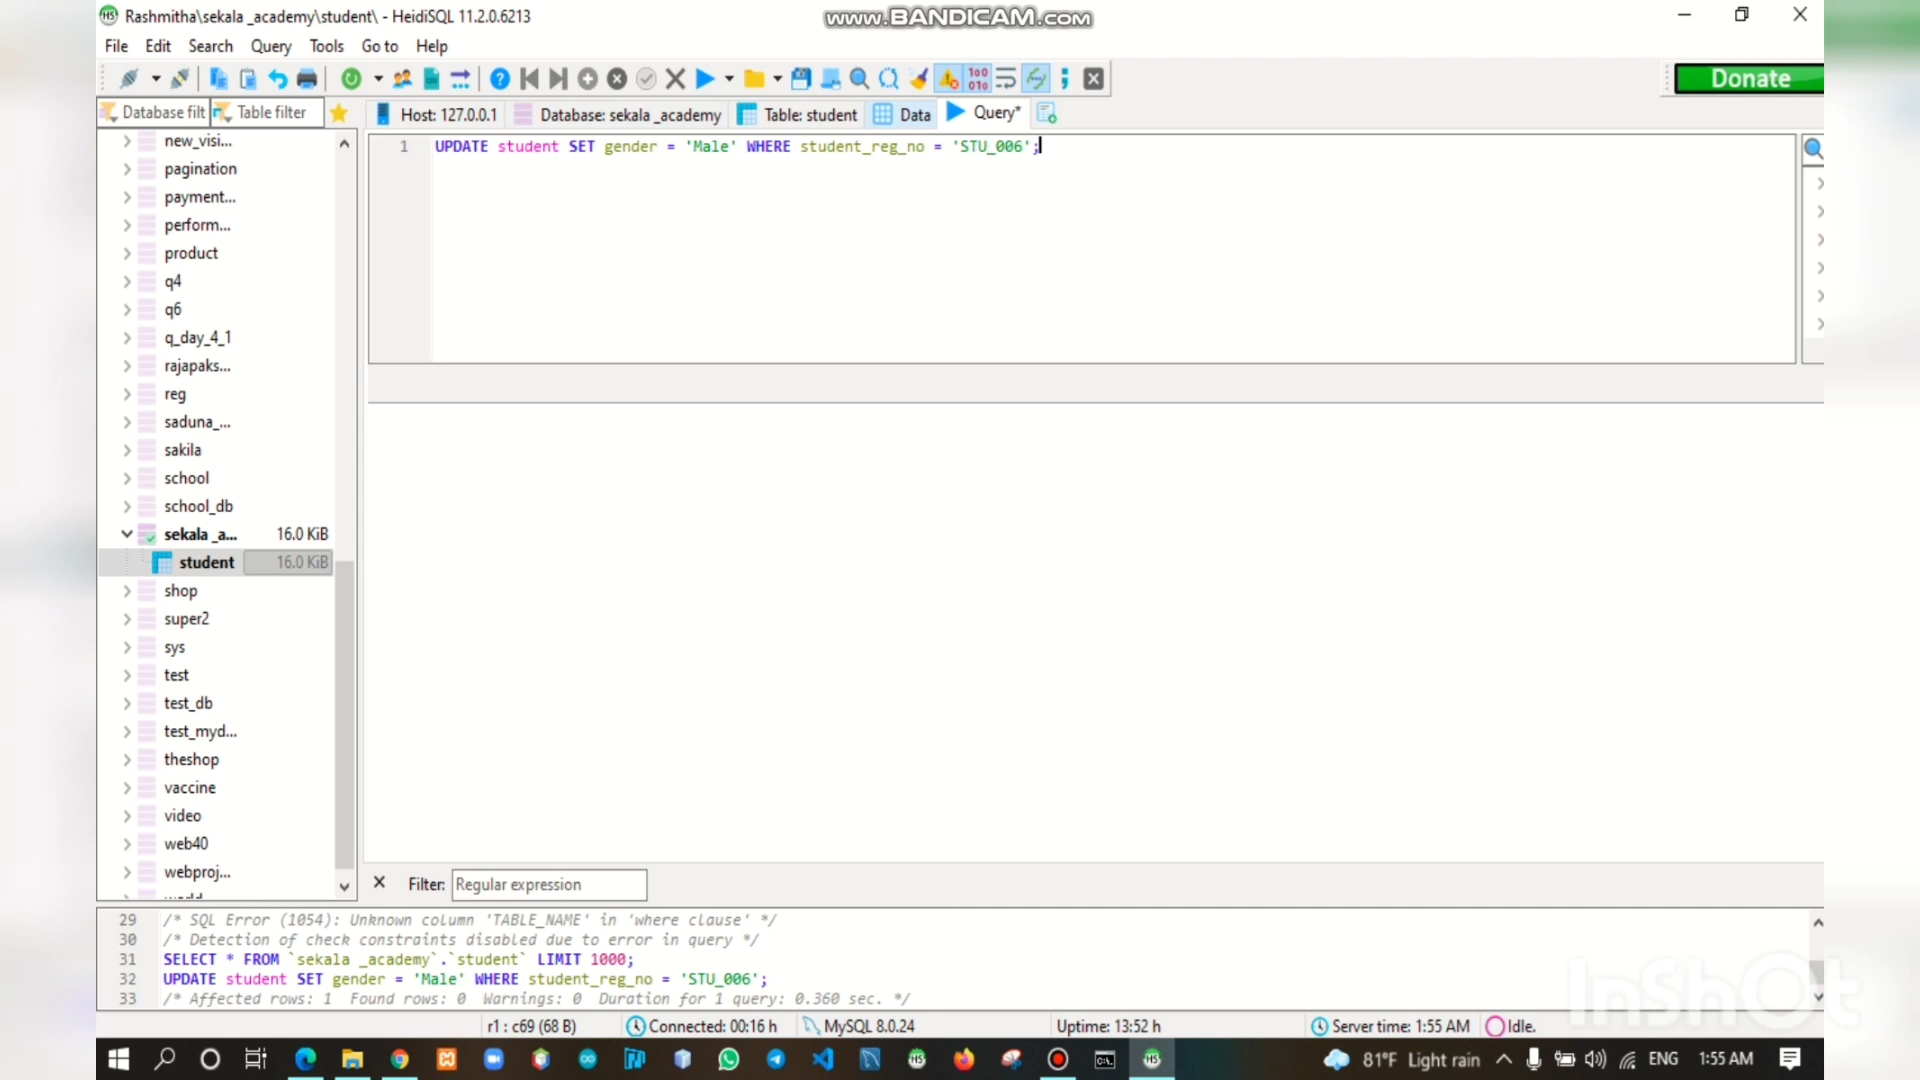 Rashmitha\sekala _academy\student\ - HeidiSQL 11.2.0.6213
www.BANDICAM.com
File Edit Search Query Tools Go to Help
Donate
Database filt Table filter
Host: 127.0.0.1 Database: sekala _academy Table: student Data Query*
1 UPDATE student SET gender = 'Male' WHERE student_reg_no = 'STU_006';
new_visi...
pagination
payment...
perform...
product
q4
q6
q_day_4_1
rajapaks...
reg
saduna_...
sakila
school
school_db
sekala _a... 16.0 KiB
student 16.0 KiB
shop
super2
sys
test
test_db
test_myd...
theshop
vaccine
video
web40
webproj...
Filter: Regular expression
29 /* SQL Error (1054): Unknown column 'TABLE_NAME' in 'where clause' */
30 /* Detection of check constraints disabled due to error in query */
31 SELECT * FROM `sekala _academy`.`student` LIMIT 1000;
32 UPDATE student SET gender = 'Male' WHERE student_reg_no = 'STU_006';
33 /* Affected rows: 1 Found rows: 0 Warnings: 0 Duration for 1 query: 0.360 sec. */
InShot
r1 : c69 (68 B) Connected: 00:16 h MySQL 8.0.24 Uptime: 13:52 h Server time: 1:55 AM Idle.
81°F Light rain ENG 1:55 AM